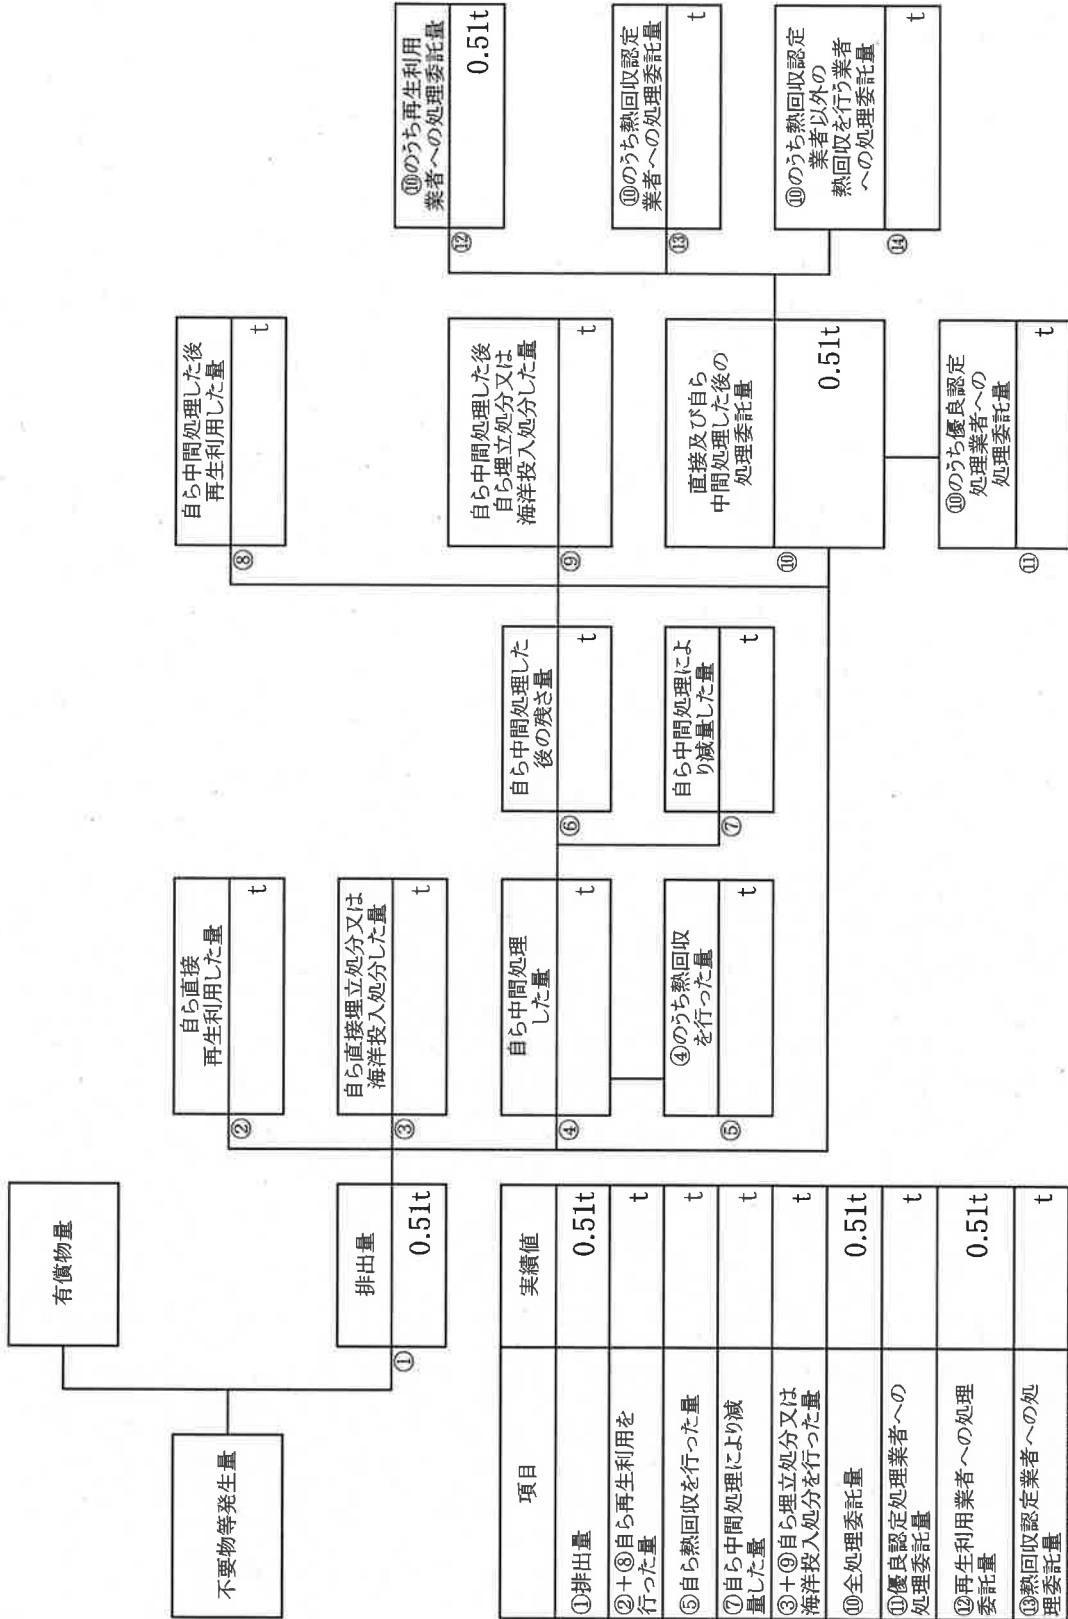 不要物等発生量
有償物量
排出量
①
0.51t
自ら直接
再生利用した量
②
t
自ら直接埋立処分又は
海洋投入処分した量
③
t
自ら中間処理
した量
④
t
④のうち熱回収
を行った量
⑤
t
自ら中間処理した
後の残さ量
⑥
t
自ら中間処理によ
り減量した量
⑦
t
自ら中間処理した後
再生利用した量
⑧
t
自ら中間処理した後
自ら埋立処分又は
海洋投入処分した量
⑨
t
直接及び自ら
中間処理した後の
処理委託量
⑩
0.51t
⑩のうち優良認定
処理業者への
処理委託量
⑪
t
⑩のうち再生利用
業者への処理委託量
⑫
0.51t
⑩のうち熱回収認定
業者への処理委託量
⑬
t
⑩のうち熱回収認定
業者以外の
熱回収を行う業者
への処理委託量
⑭
t
項目 実績値
①排出量 0.51t
②+⑧自ら再生利用を
行った量 t
⑤自ら熱回収を行った量 t
⑦自ら中間処理により減
量した量 t
③+⑨自ら埋立処分又は
海洋投入処分を行った量 t
⑩全処理委託量 0.51t
⑪優良認定処理業者への
処理委託量 t
⑫再生利用業者への処理
委託量 0.51t
⑬熱回収認定業者への処
理委託量 t